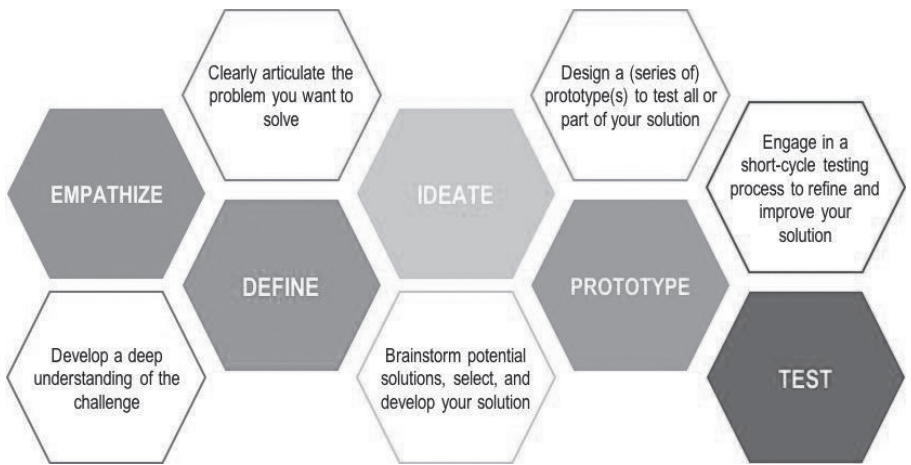 EMPATHIZE
Develop a deep
understanding of the
challenge
Clearly articulate the
problem you want to
solve
DEFINE
IDEATE
Brainstorm potential
solutions, select, and
develop your solution
Design a (series of)
prototype(s) to test all or
part of your solution
PROTOTYPE
Engage in a
short-cycle testing
process to refine and
improve your
solution
TEST